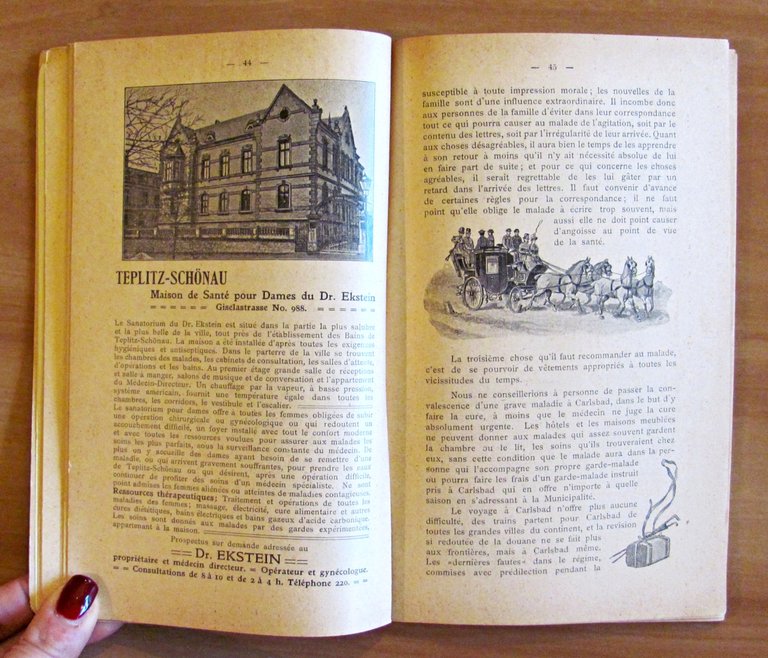 — 44 —
TEPLITZ-SCHÖNAU
Maison de Santé pour Dames du Dr. Ekstein
Giselastrasse No. 988.
Le Sanatorium du Dr. Ekstein est situé dans la partie la plus salubre
et la plus belle de la ville, tout près de l'établissement des Bains de
Teplitz-Schönau. La maison a été installée d'après toutes les exigences
hygiéniques et antiseptiques. Dans le parterre de la ville se trouvent
les chambres des malades, les cabinets de consultation, les salles d'attente,
d'opérations et les bains. Au premier étage grande salle de réceptions
et salle à manger, salons de musique et de conversation et l'appartement
du Médecin-Directeur. Un chauffage par la vapeur, à basse pression,
système americain, fournit une température égale dans toutes les
chambres, les corridors, le vestibule et l'escalier.
Le sanatorium pour dames offre à toutes les femmes obligées de subir
une opération chirurgicale ou gynécologique ou qui redoutent un
accouchement difficile, un foyer installé avec tout le confort moderne
et avec toutes les ressources voulues pour assurer aux malades les
soins les plus parfaits, sous la surveillance constante du médecin. De
plus on y accueille des dames ayant besoin de se remettre d'une
maladie, ou qui arrivent gravement souffrantes, pour prendre les eaux
de Teplitz-Schönau ou qui désirent, après une opération difficile,
continuer de profiter des soins d'un médecin spécialiste. Ne sont
point admises les femmes aliénées ou atteintes de maladies contagieuses.
Ressources thérapeutiques: Traitement et opérations de toutes les
maladies des femmes; massage, électricité, cure alimentaire et autres
cures diététiques, bains électriques et bains gazeux d'acide carbonique.
Les soins sont donnés aux malades par des gardes expérimentées,
appartenant à la maison.
Prospectus sur demande adressée au
== Dr. EKSTEIN ==
propriétaire et médecin directeur. = Opérateur et gynécologue.
= = Consultations de 8 à 10 et de 2 à 4 h. Téléphone 220. = =
— 45 —
susceptible à toute impression morale; les nouvelles de la
famille sont d'une influence extraordinaire. Il incombe donc
aux personnes de la famille d'éviter dans leur correspondance
tout ce qui pourra causer au malade de l'agitation, soit par le
contenu des lettres, soit par l'irrégularité de leur arrivée. Quant
aux choses désagréables, il aura bien le temps de les apprendre
à son retour à moins qu'il n'y ait nécessité absolue de lui
en faire part de suite; et pour ce qui concerne les choses
agréables, il serait regrettable de les lui gâter par un
retard dans l'arrivée des lettres. Il faut convenir d'avance
de certaines règles pour la correspondance; il ne faut
point qu'elle oblige le malade à écrire trop souvent, mais
aussi elle ne doit point causer
d'angoisse au point de vue
de la santé.
La troisième chose qu'il faut recommander au malade,
c'est de se pourvoir de vêtements appropriés à toutes les
vicissitudes du temps.
Nous ne conseillerions à personne de passer la con-
valescence d'une grave maladie à Carlsbad, dans le but d'y
faire la cure, à moins que le médecin ne juge la cure
absolument urgente. Les hôtels et les maisons meublées
ne peuvent donner aux malades qui assez souvent gardent
la chambre ou le lit, les soins qu'ils trouveraient chez
eux, sans cette condition que le malade aura dans la per-
sonne qui l'accompagne son propre garde-malade
ou pourra faire les frais d'un garde-malade instruit
pris à Carlsbad qui en offre n'importe à quelle
saison en s'adressant à la Municipalité.
Le voyage à Carlsbad n'offre plus aucune
difficulté, des trains partent pour Carlsbad de
toutes les grandes villes du continent, et la revision
si redoutée de la douane ne se fait plus
aux frontières, mais à Carlsbad même.
Les »dernières fautes« dans le régime,
commises avec prédilection pendant la